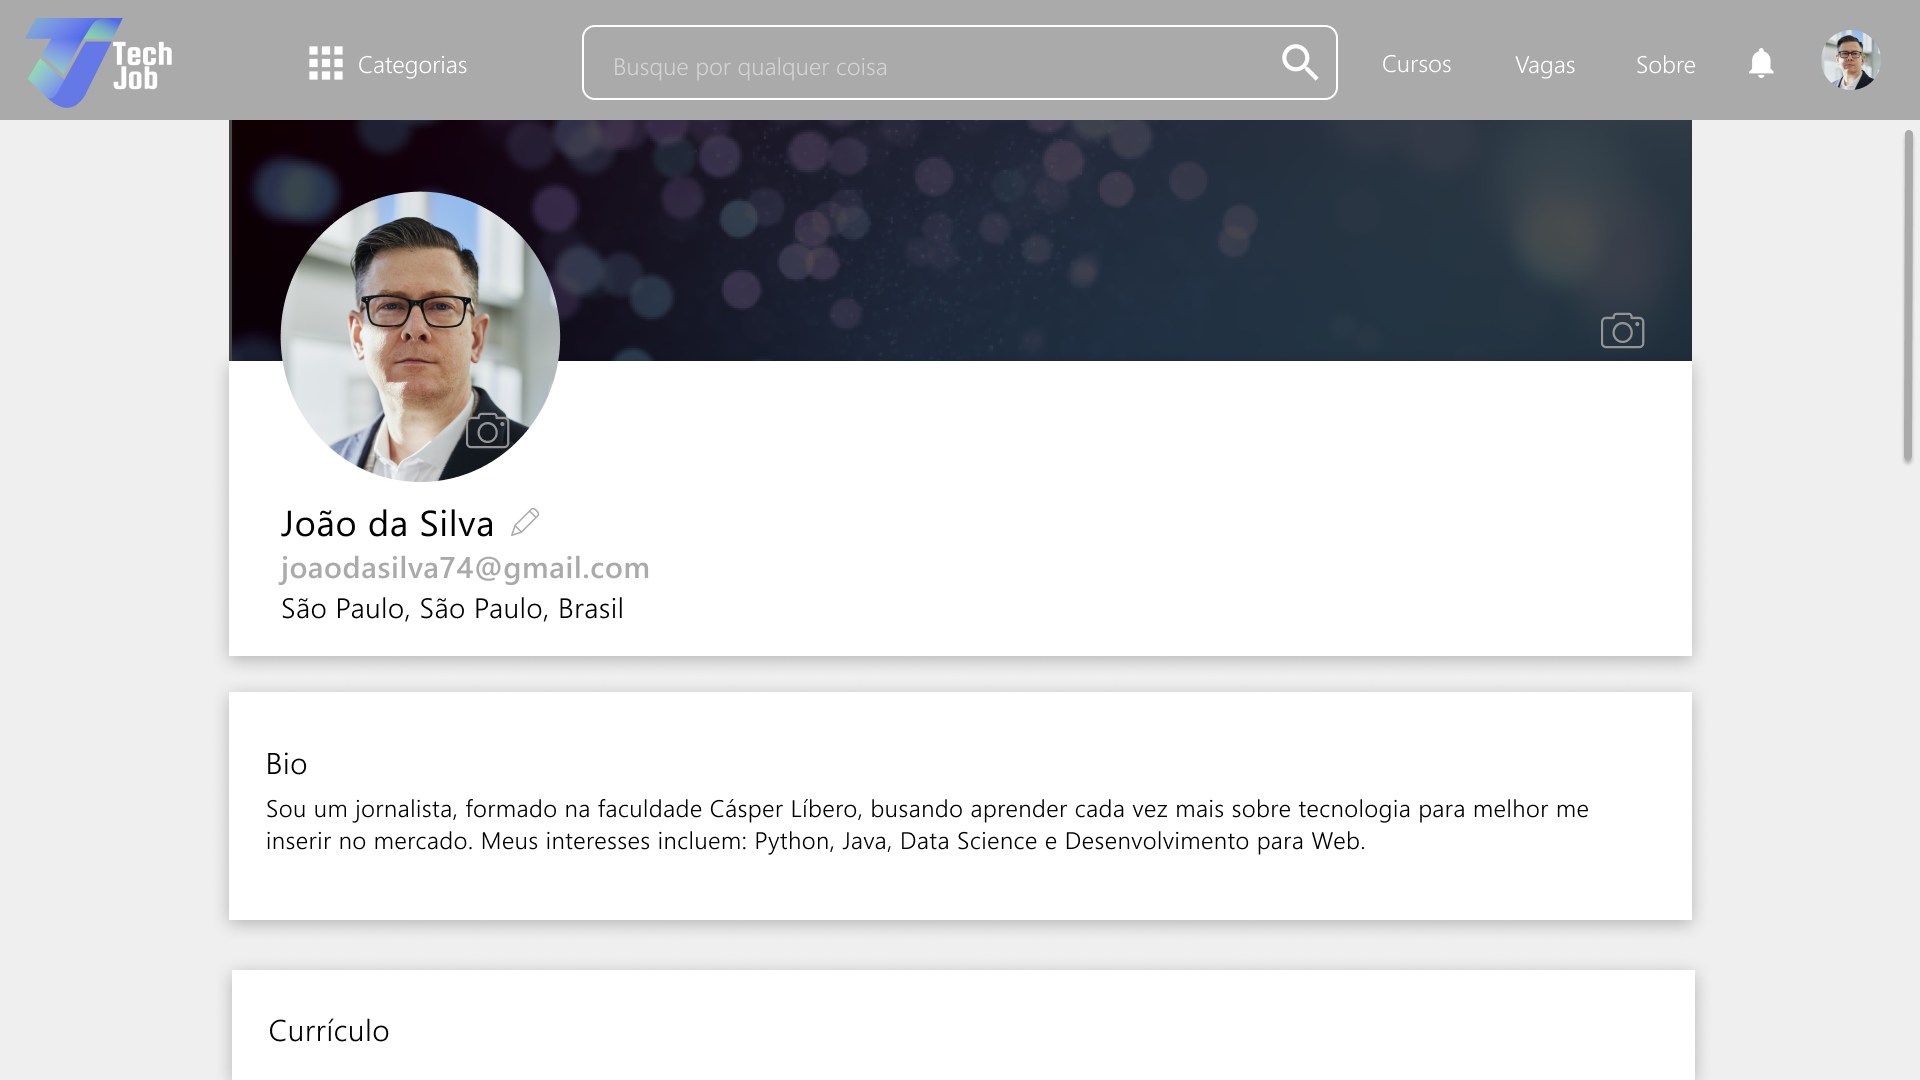 Tech
Job
Categorias
Busque por qualquer coisa
Cursos
Vagas
Sobre
João da Silva
joaodasilva74@gmail.com
São Paulo, São Paulo, Brasil
Bio
Sou um jornalista, formado na faculdade Cásper Líbero, busando aprender cada vez mais sobre tecnologia para melhor me
inserir no mercado. Meus interesses incluem: Python, Java, Data Science e Desenvolvimento para Web.
Currículo